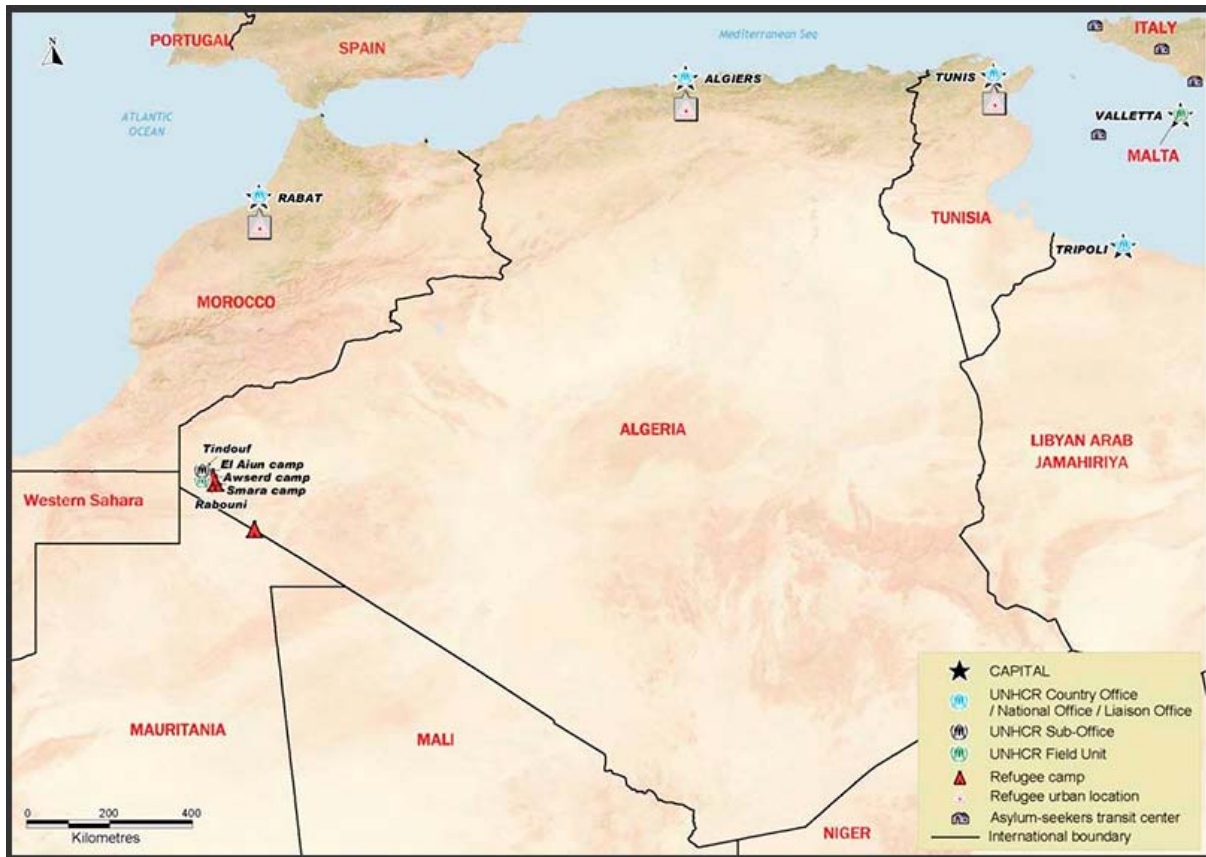 N
PORTUGAL
SPAIN
Mediterranean Sea
ITALY
ATLANTIC
OCEAN
ALGIERS
TUNIS
VALLETTA
MALTA
RABAT
TUNISIA
TRIPOLI
MOROCCO
ALGERIA
LIBYAN ARAB
JAMAHIRIYA
Tindouf
El Aiun camp
Awserd camp
Smara camp
Rabouni
Western Sahara
MAURITANIA
MALI
NIGER
0 200 400
Kilometres
CAPITAL
UNHCR Country Office
/ National Office / Liaison Office
UNHCR Sub-Office
UNHCR Field Unit
Refugee camp
Refugee urban location
Asylum-seekers transit center
International boundary